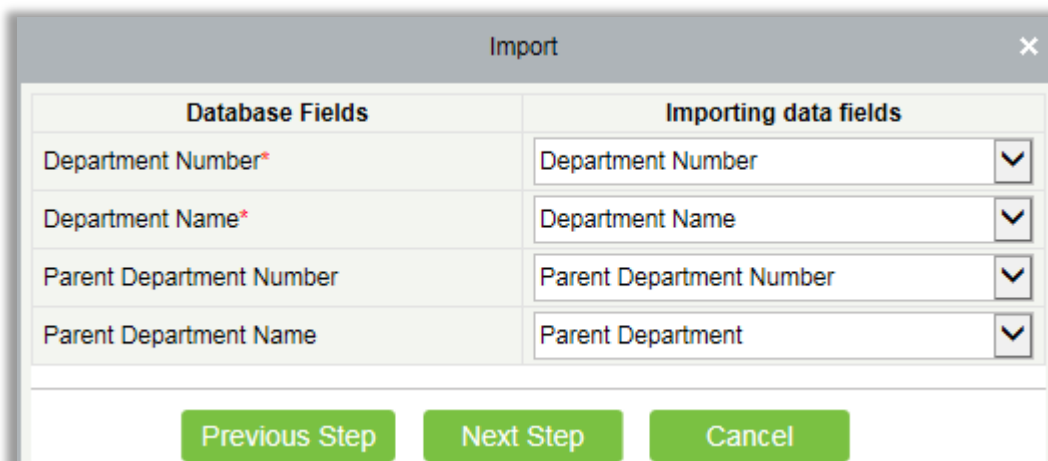 Import ×
Database Fields Importing data fields
Department Number* Department Number
Department Name* Department Name
Parent Department Number Parent Department Number
Parent Department Name Parent Department
Previous Step Next Step Cancel